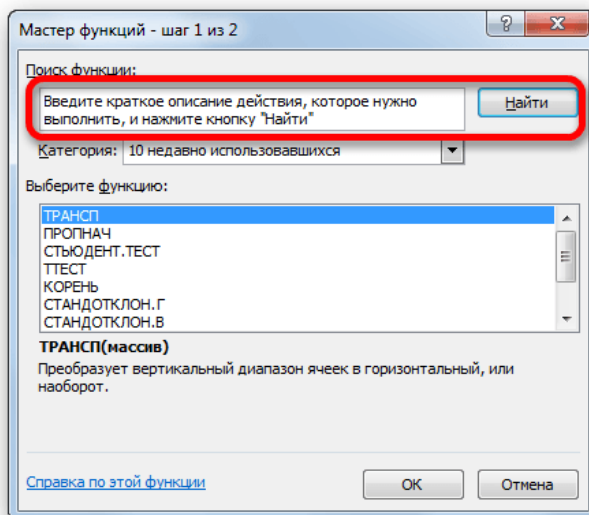 Мастер функций - шаг 1 из 2
Поиск функции:
Введите краткое описание действия, которое нужно
выполнить, и нажмите кнопку "Найти"
Найти
Категория: 10 недавно использовавшихся
Выберите функцию:
ТРАНСП
ПРОПНАЧ
СТЬЮДЕНТ.ТЕСТ
ТТЕСТ
КОРЕНЬ
СТАНДОТКЛОН.Г
СТАНДОТКЛОН.В
ТРАНСП(массив)
Преобразует вертикальный диапазон ячеек в горизонтальный, или
наоборот.
Справка по этой функции
ОК
Отмена